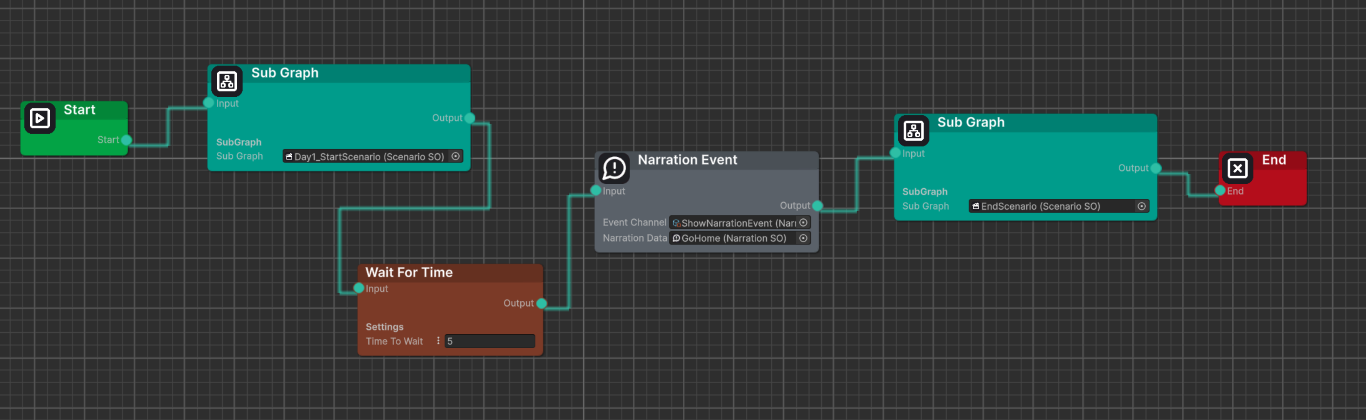 Start
Start
Sub Graph
Input
Output
SubGraph
Sub Graph Day1_StartScenario (Scenario SO)
Wait For Time
Input
Output
Settings
Time To Wait 5
Narration Event
Input
Output
Event Channel ShowNarrationEvent
Narration Data GoHome (Narration SO)
Sub Graph
Input
Output
SubGraph
Sub Graph EndScenario (Scenario SO)
End
End